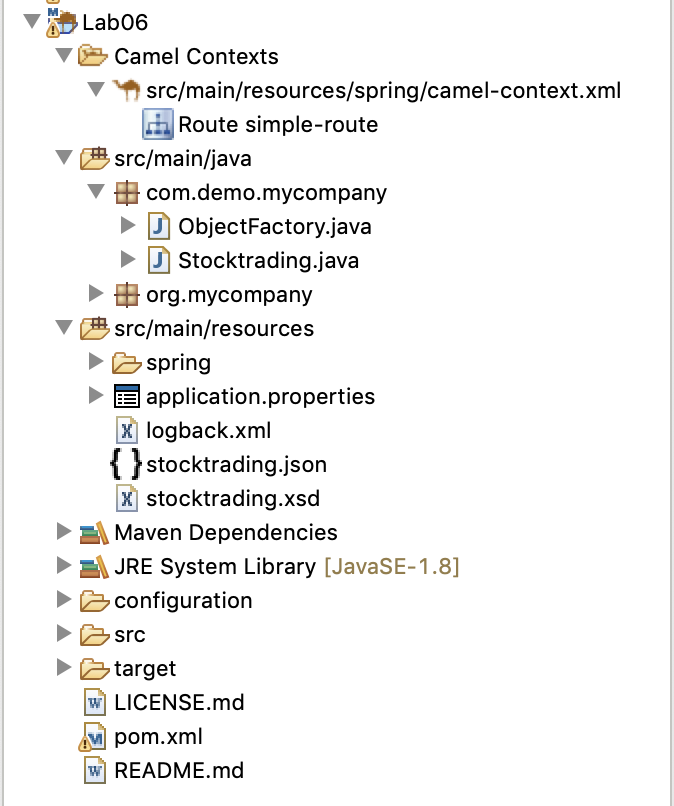 Lab06
Camel Contexts
src/main/resources/spring/camel-context.xml
Route simple-route
src/main/java
com.demo.mycompany
ObjectFactory.java
Stocktrading.java
org.mycompany
src/main/resources
spring
application.properties
logback.xml
stocktrading.json
stocktrading.xsd
Maven Dependencies
JRE System Library [JavaSE-1.8]
configuration
src
target
LICENSE.md
pom.xml
README.md